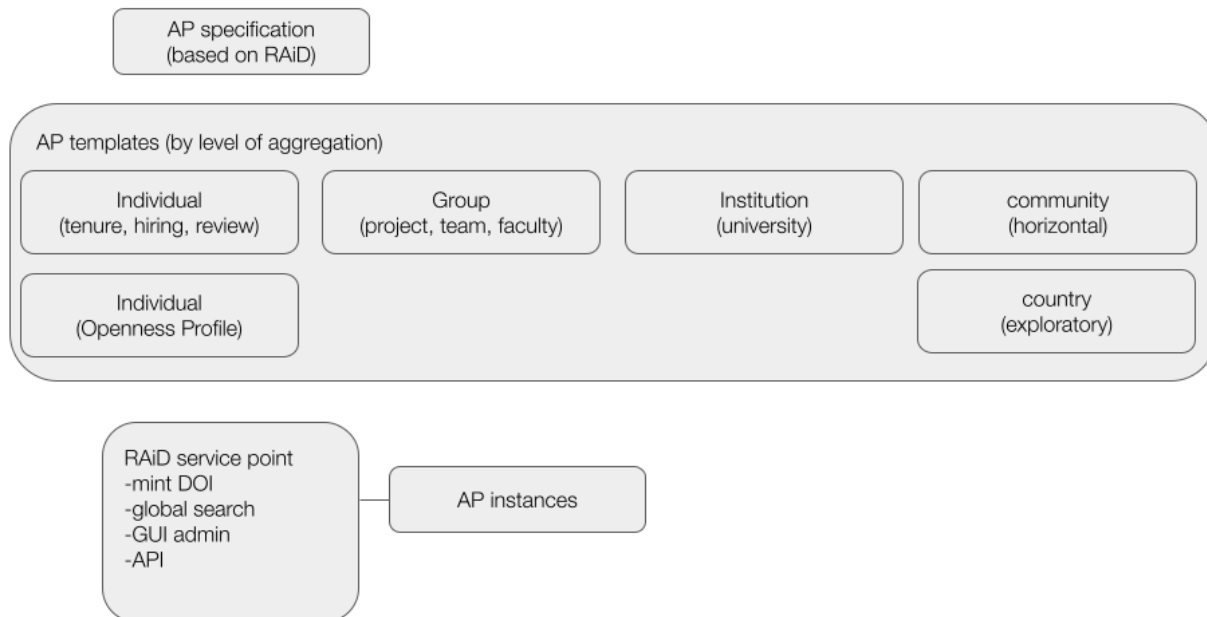 AP specification
(based on RAiD)
AP templates (by level of aggregation)
Individual
(tenure, hiring, review)
Group
(project, team, faculty)
Institution
(university)
community
(horizontal)
Individual
(Openness Profile)
country
(exploratory)
RAiD service point
-mint DOI
-global search
-GUI admin
-API
AP instances